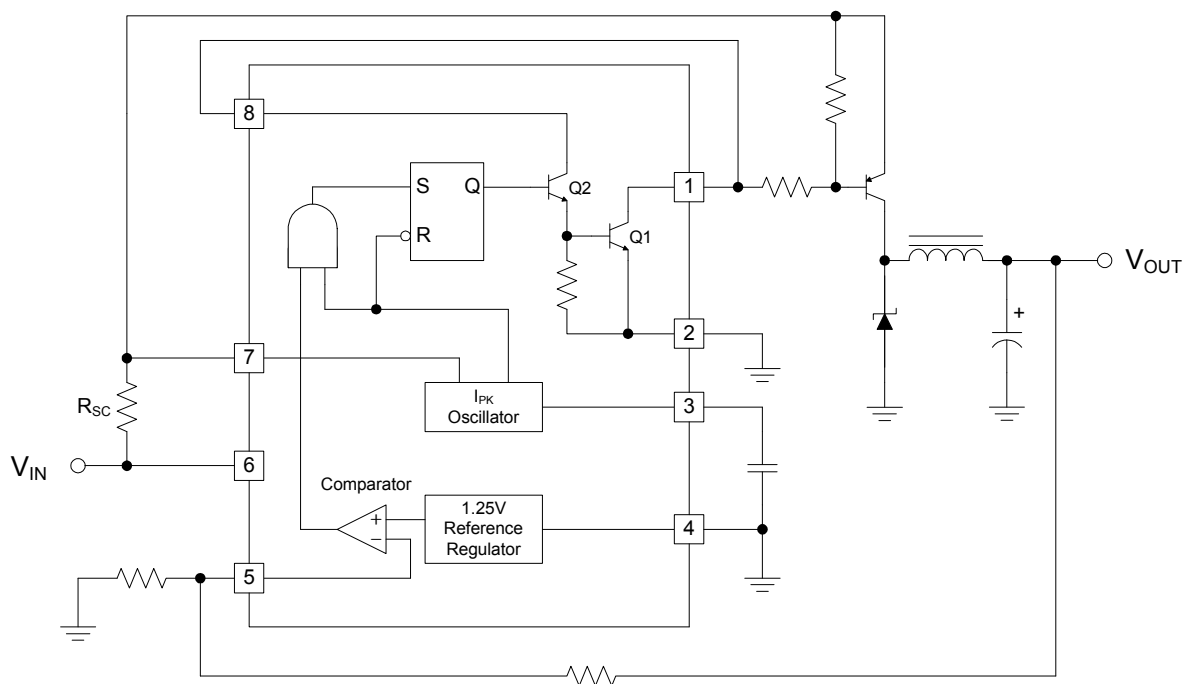 8
S
Q
Q2
1
R
Q1
VOUT
+
2
7
RSC
IPK
Oscillator
3
6
VIN
Comparator
+
−
1.25V
Reference
Regulator
4
5